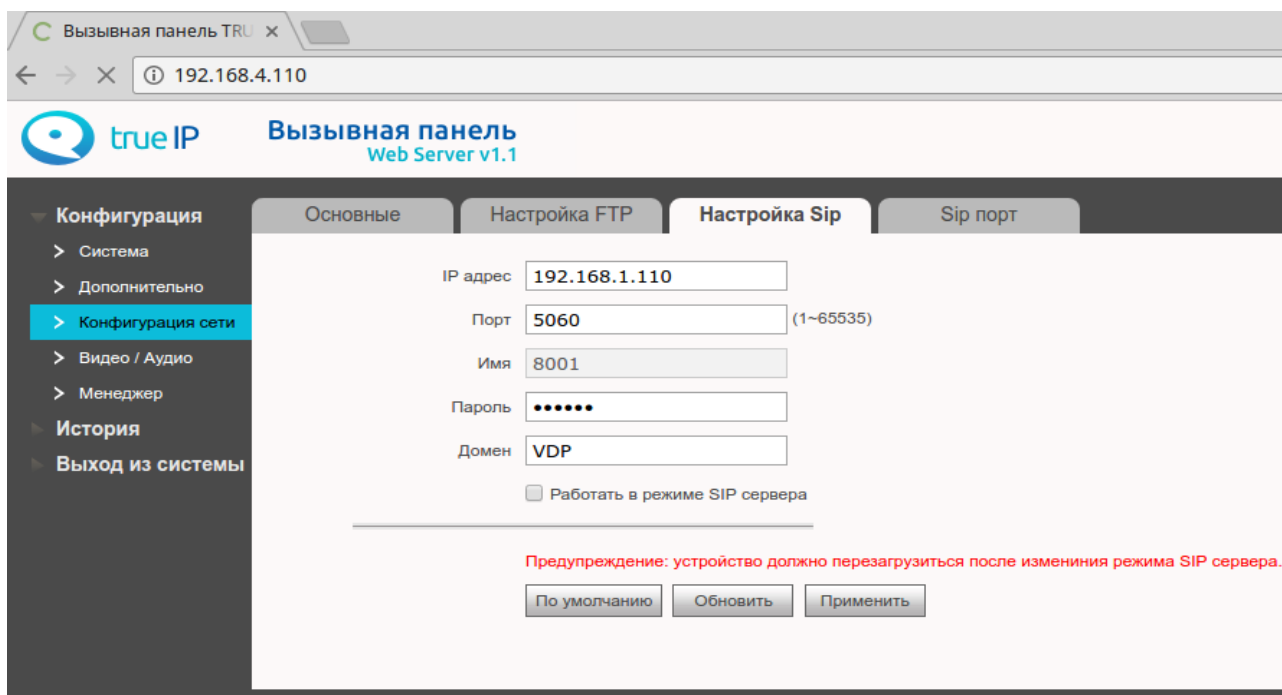 Вызывная панель TRU
192.168.4.110
true IP
Вызывная панель
Web Server v1.1
Конфигурация
Система
Дополнительно
Конфигурация сети
Видео / Аудио
Менеджер
История
Выход из системы
Основные
Настройка FTP
Настройка Sip
Sip порт
IP адрес 192.168.1.110
Порт 5060 (1~65535)
Имя 8001
Пароль ••••••
Домен VDP
Работать в режиме SIP сервера
Предупреждение: устройство должно перезагрузиться после измениния режима SIP сервера.
По умолчанию Обновить Применить